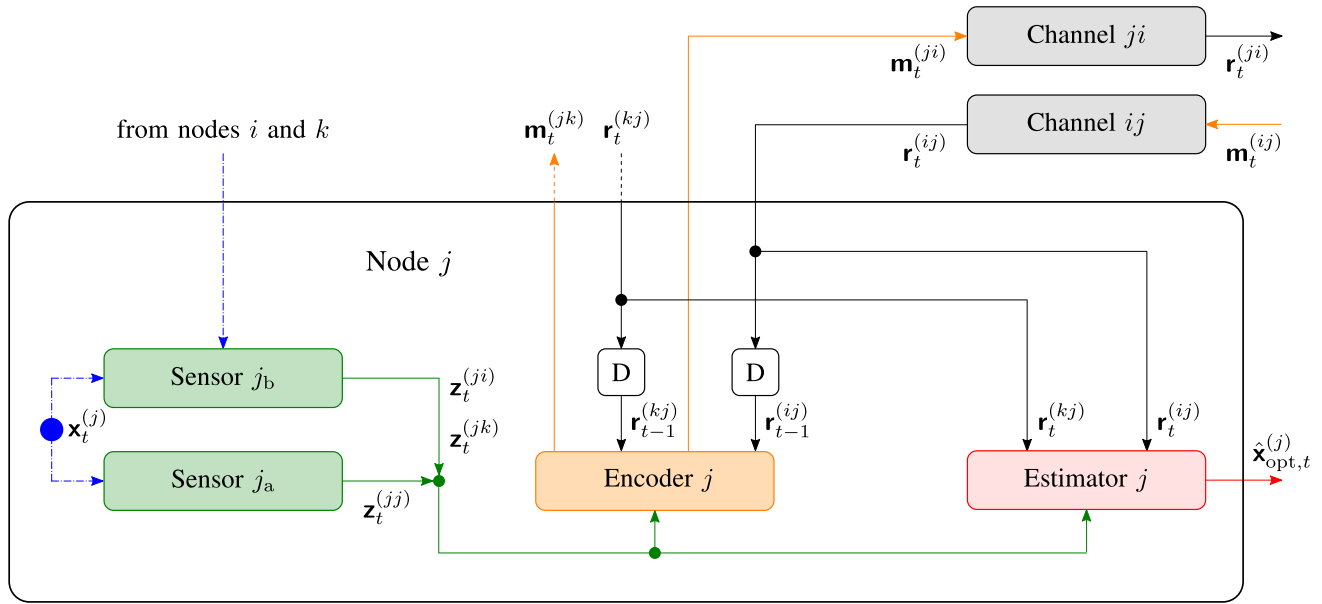 Channel ji
m_t^{(ji)}
r_t^{(ji)}
from nodes i and k
m_t^{(jk)}
r_t^{(kj)}
Channel ij
r_t^{(ij)}
m_t^{(ij)}
Node j
Sensor j_b
D
D
z_t^{(ji)}
x_t^{(j)}
z_t^{(jk)}
r_{t-1}^{(kj)}
r_{t-1}^{(ij)}
r_t^{(kj)}
r_t^{(ij)}
Sensor j_a
Encoder j
Estimator j
x̂_{opt,t}^{(j)}
z_t^{(jj)}